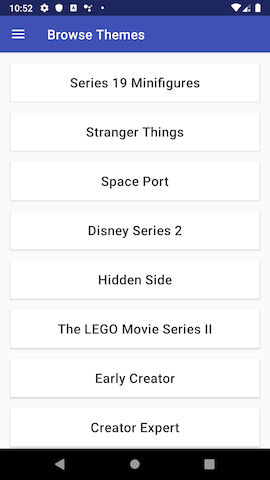 10:52
Browse Themes
Series 19 Minifigures
Stranger Things
Space Port
Disney Series 2
Hidden Side
The LEGO Movie Series II
Early Creator
Creator Expert